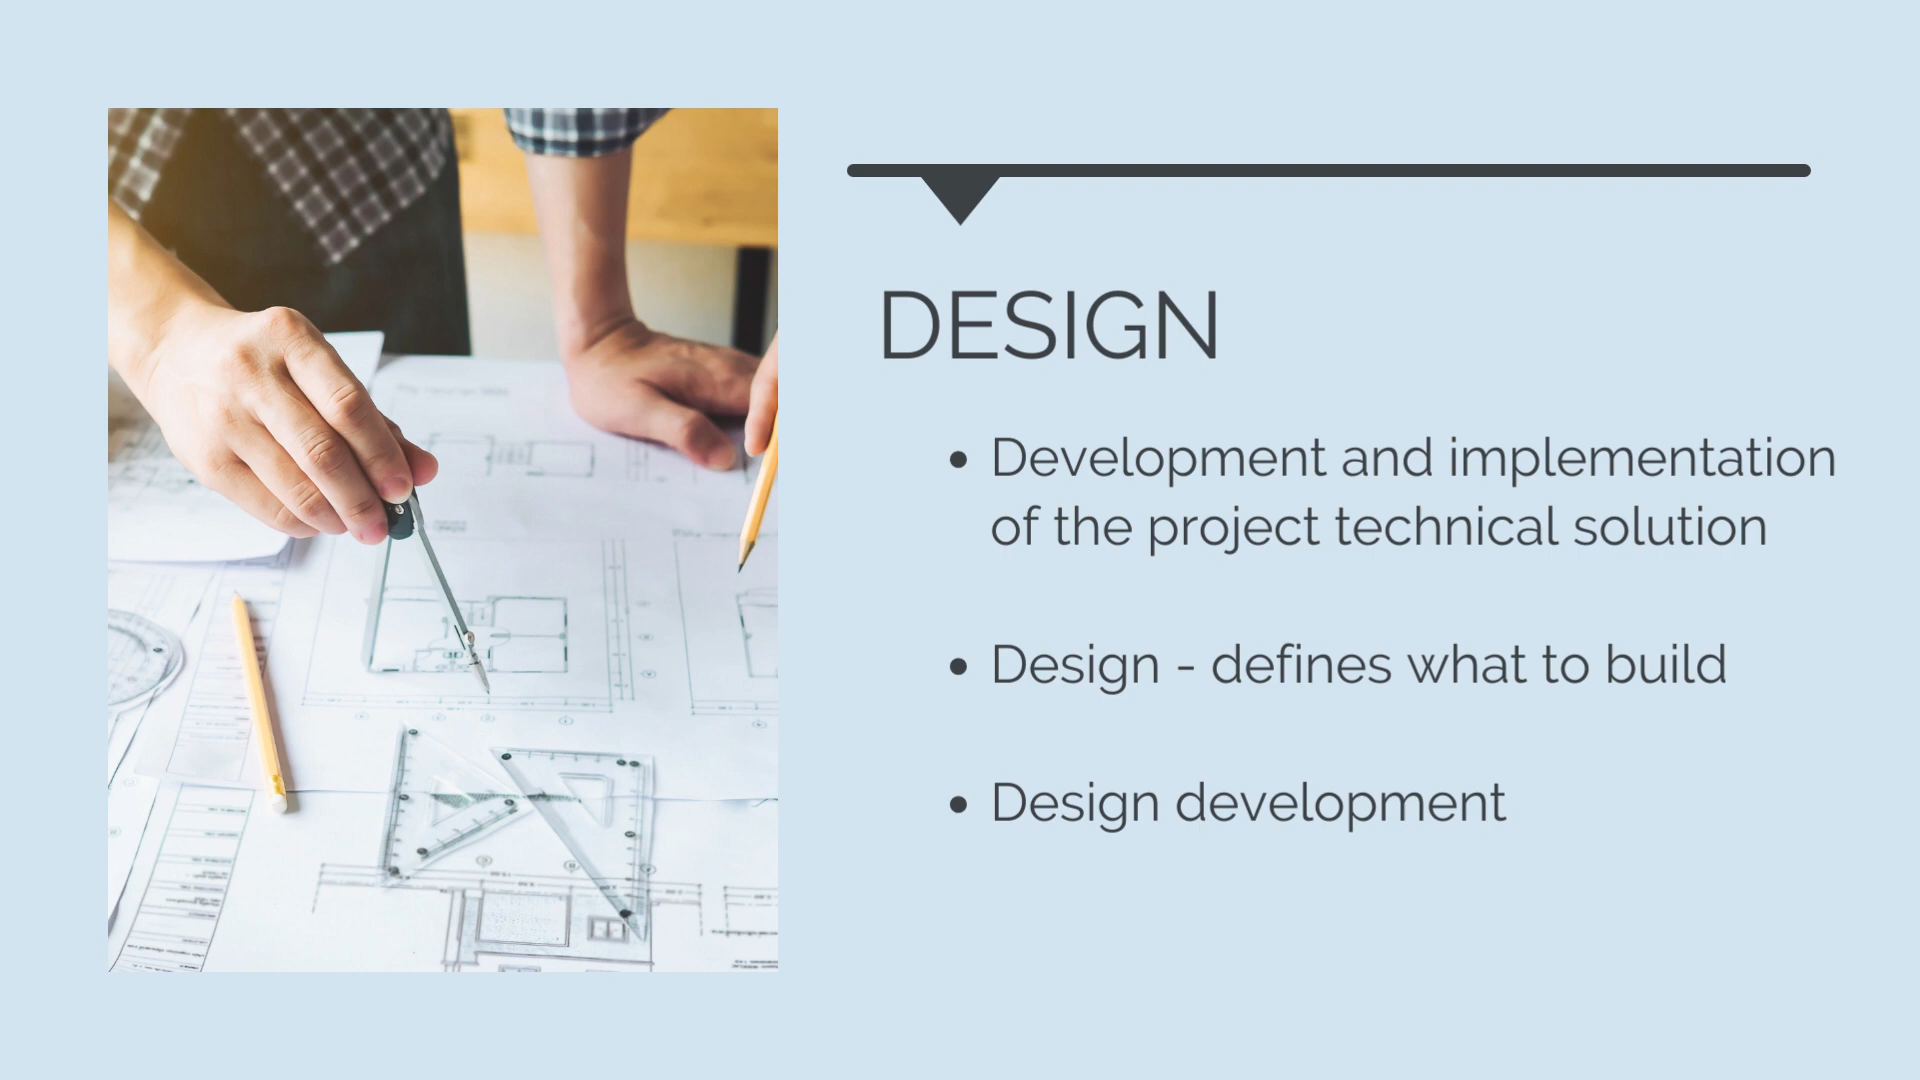 DESIGN
• Development and implementation
of the project technical solution
• Design - defines what to build
• Design development